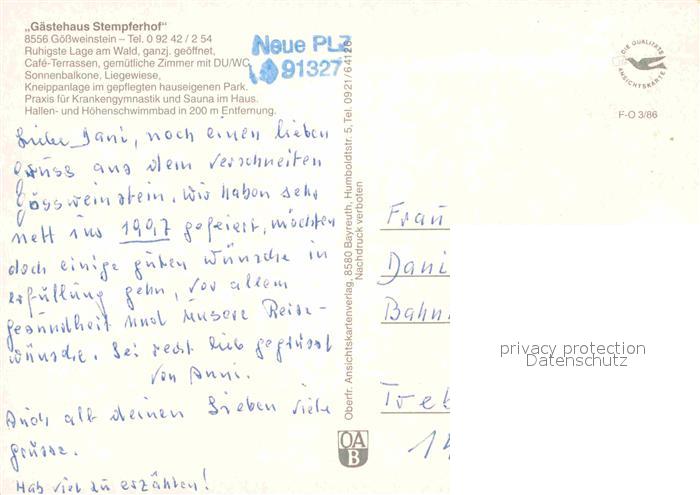 „Gästehaus Stempferhof"
8556 Gößweinstein – Tel. 0 92 42 / 2 54
Ruhigste Lage am Wald, ganzj. geöffnet,
Café-Terrassen, gemütliche Zimmer mit DU/WC
Sonnenbalkone, Liegewiese,
Kneippanlage im gepflegten hauseigenen Park.
Praxis für Krankengymnastik und Sauna im Haus.
Hallen- und Höhenschwimmbad in 200 m Entfernung.
Neue PLZ
91327
DIE QUALITÄTS
ANSICHTSKARTE
F-O 3/86
Liebe Dani, noch einen lieben
Gruss aus dem verschneiten
Gössweinstein. Wir haben sehr
nett ins 1997 gefeiert, möchten
doch einige guten Wünsche in
erfüllung gehn, vor allem
gesundheit und unsere Reise-
wünsche. Sei recht lieb gegrüsst
von Anni.
Auch all deinen Lieben viele
grüsse.
Hab viel zu erzählen!
Oberfr. Ansichtskartenverlag, 8580 Bayreuth, Humboldtstr. 5, Tel. 0921/64126
Nachdruck verboten
OA
B
Frau
Dani
Bahn
Treb
14
privacy protection
Datenschutz